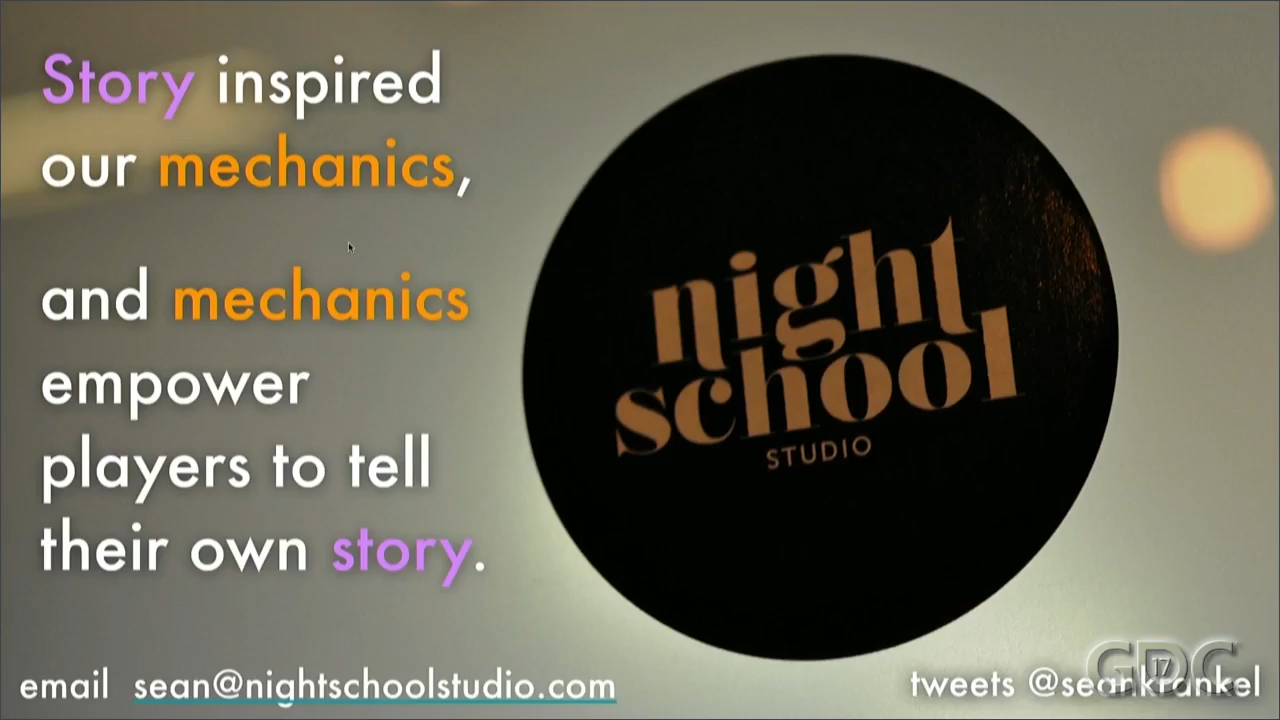 Story inspired
our mechanics,
and mechanics
empower
players to tell
their own story.
night
school
STUDIO
email sean@nightschoolstudio.com
tweets @seankrankel
GDC
17